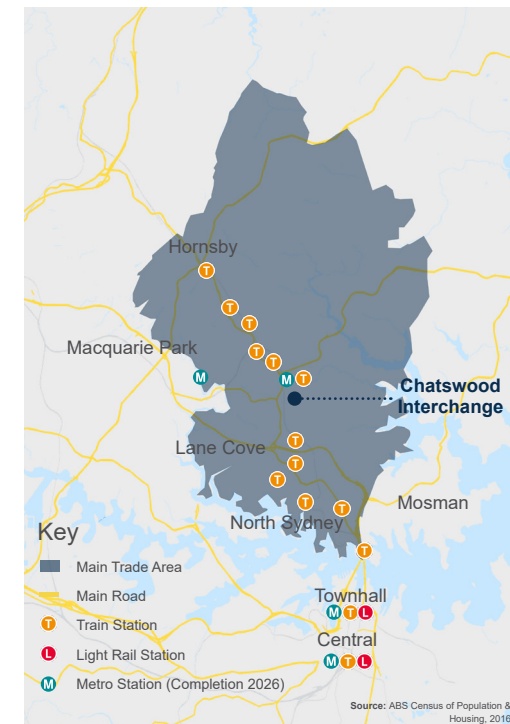 Hornsby
T
T
T
Macquarie Park
T
T
M
M
T
Chatswood
Interchange
Lane Cove
T
T
T
Mosman
T
T
North Sydney
T
Key
Main Trade Area
Main Road
T Train Station
L Light Rail Station
M Metro Station (Completion 2026)
Townhall
M T L
Central
M T L
Source: ABS Census of Population &
Housing, 2016